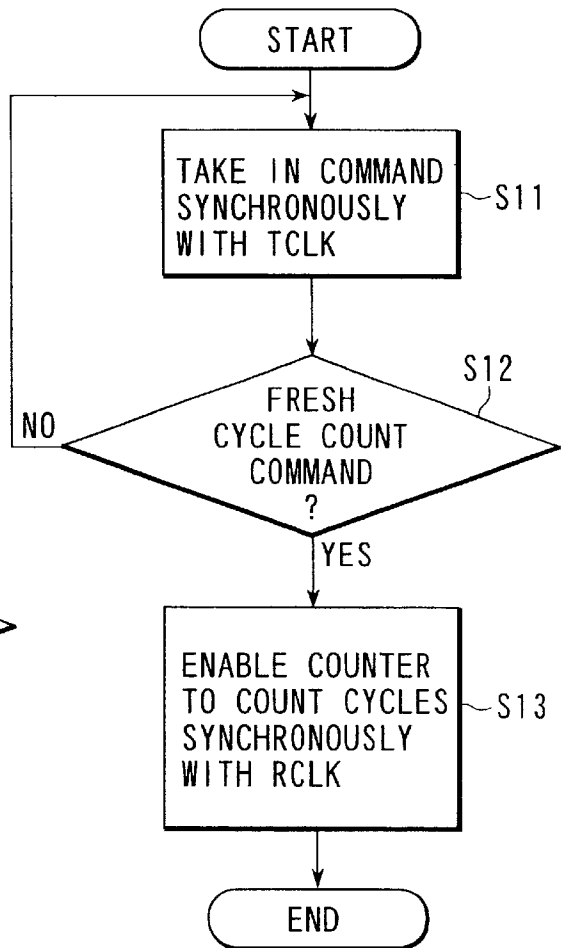 START
TAKE IN COMMAND
SYNCHRONOUSLY
WITH TCLK
S11
S12
FRESH
CYCLE COUNT
COMMAND
?
NO
YES
ENABLE COUNTER
TO COUNT CYCLES
SYNCHRONOUSLY
WITH RCLK
S13
END